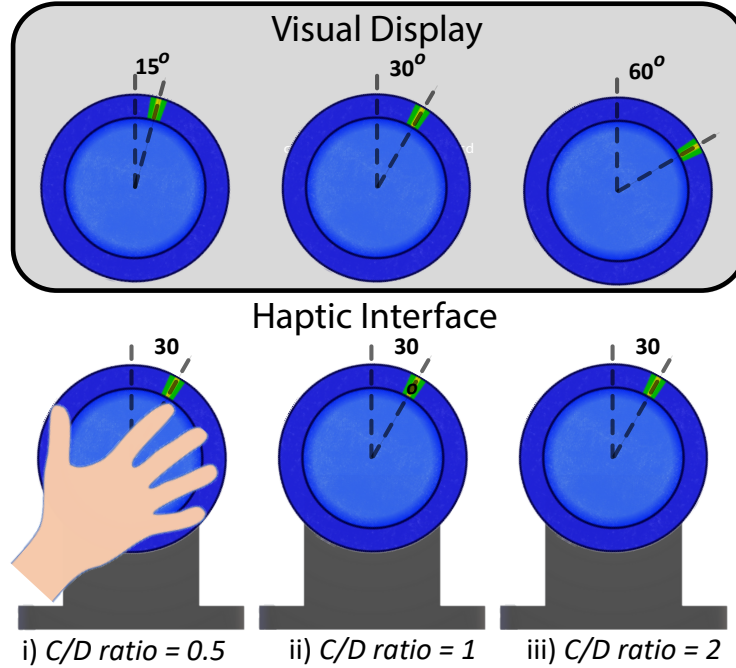 Visual Display
15° 30° 60°
Haptic Interface
30 30 30
o
i) C/D ratio = 0.5 ii) C/D ratio = 1 iii) C/D ratio = 2